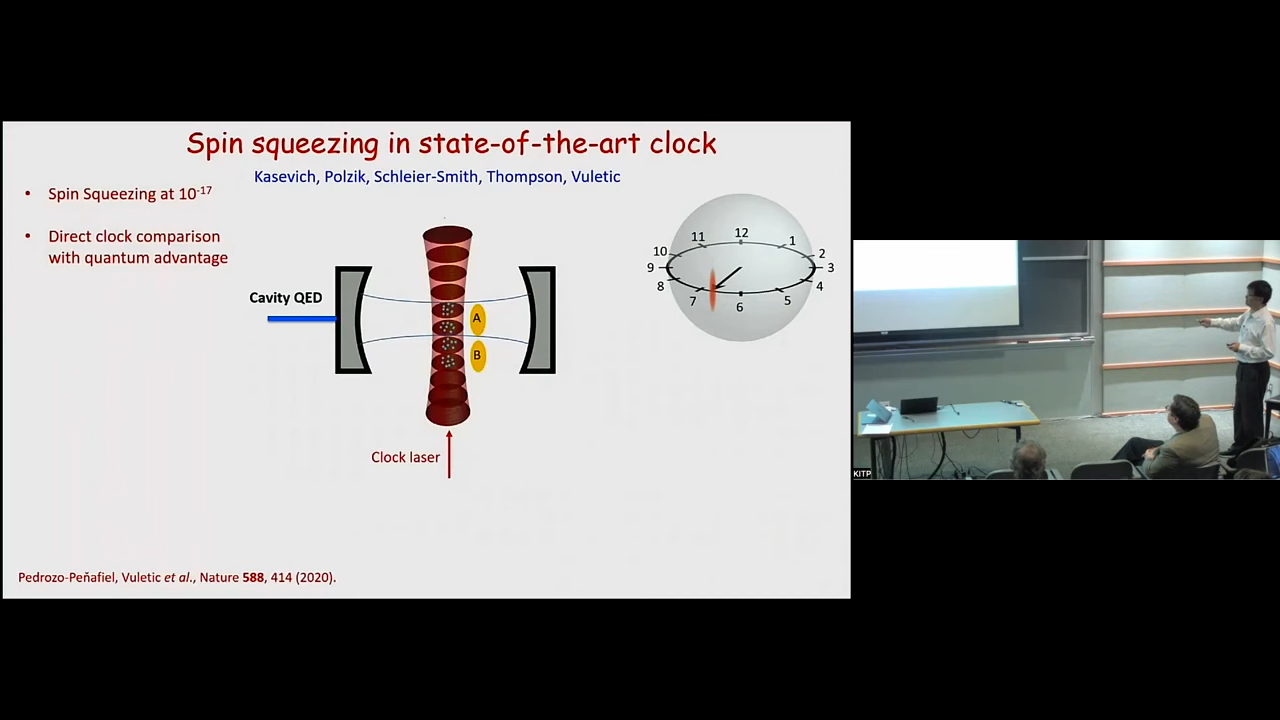 Spin squeezing in state-of-the-art clock
Kasevich, Polzik, Schleier-Smith, Thompson, Vuletic
• Spin Squeezing at 10-17
• Direct clock comparison
with quantum advantage
Cavity QED
A
B
Clock laser
12
1
2
3
4
5
6
7
8
9
10
11
Pedrozo-Peňafiel, Vuletic et al., Nature 588, 414 (2020).
KITP